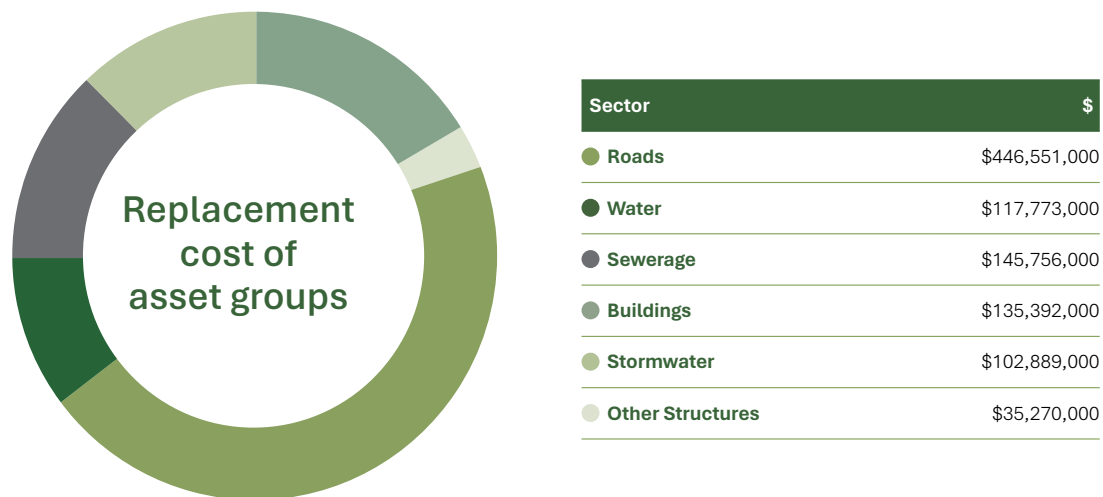 Replacement
cost of
asset groups
Sector $
Roads $446,551,000
Water $117,773,000
Sewerage $145,756,000
Buildings $135,392,000
Stormwater $102,889,000
Other Structures $35,270,000